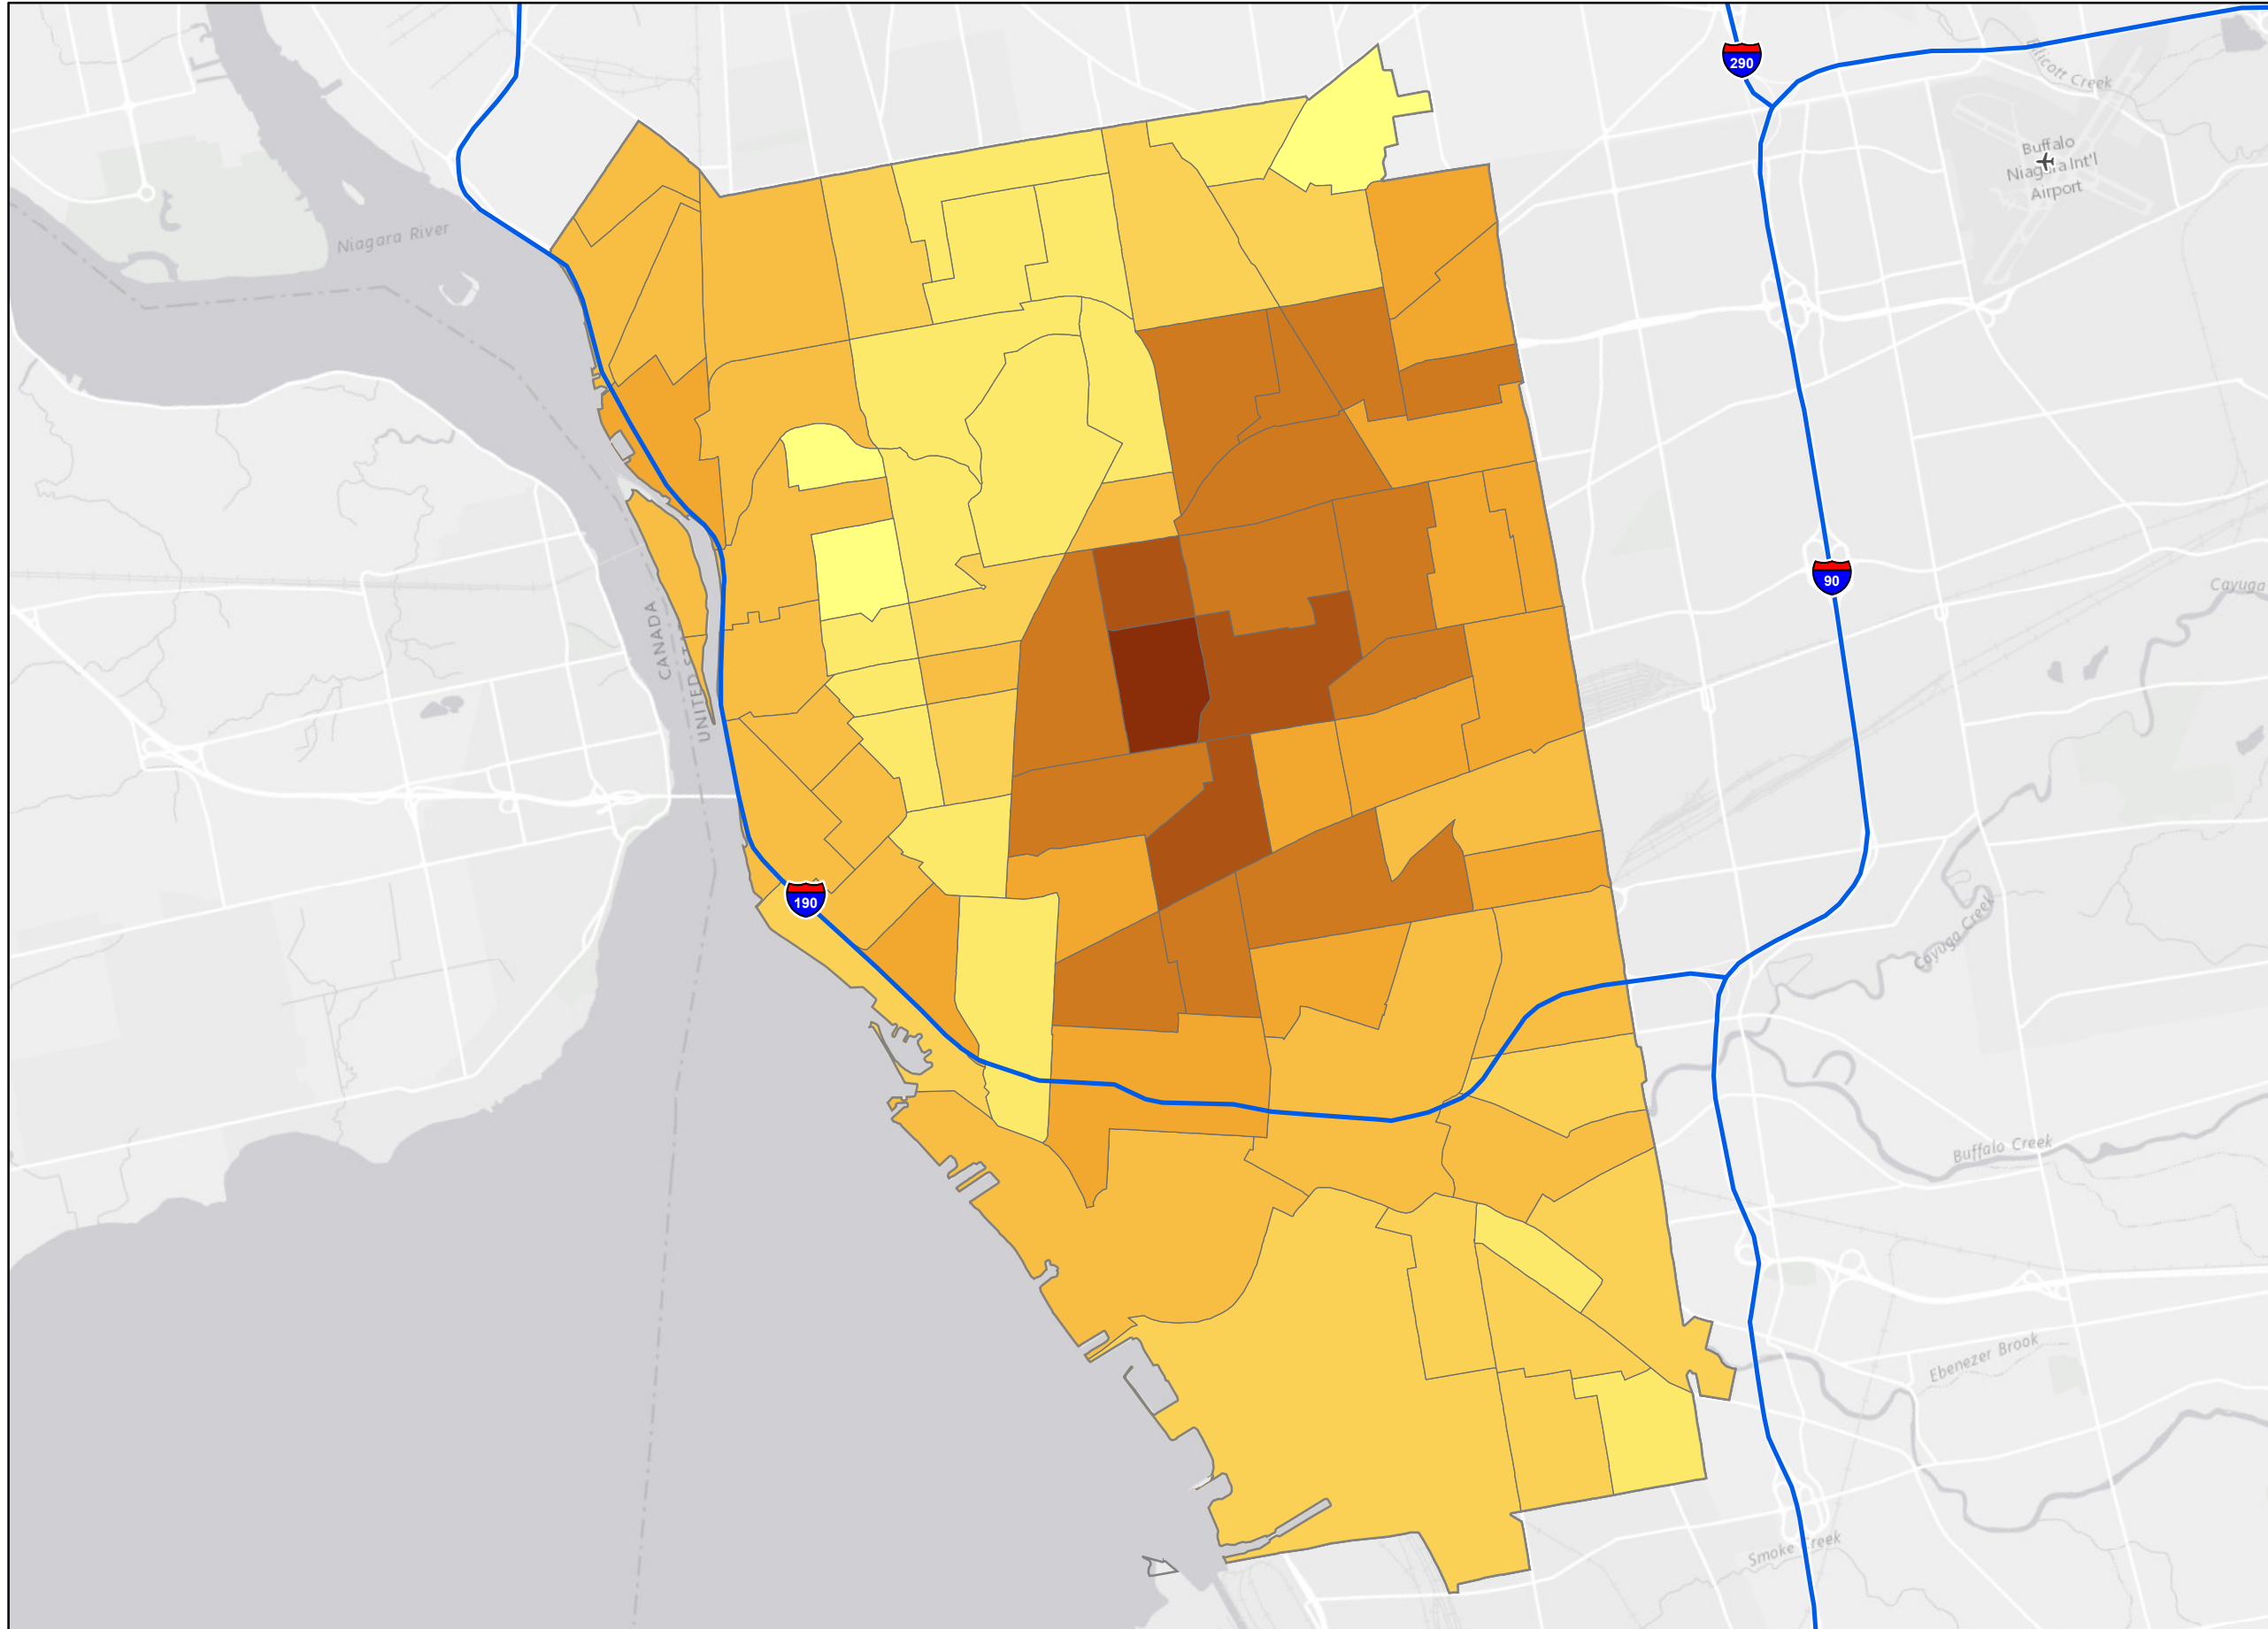 290
Ellicott Creek
Buffalo
Niagara Int'l
Airport
Niagara River
90
Cayuga
CANADA
UNITED STA
190
Cayuga Creek
Buffalo Creek
Ebenezer Brook
Smoke Creek